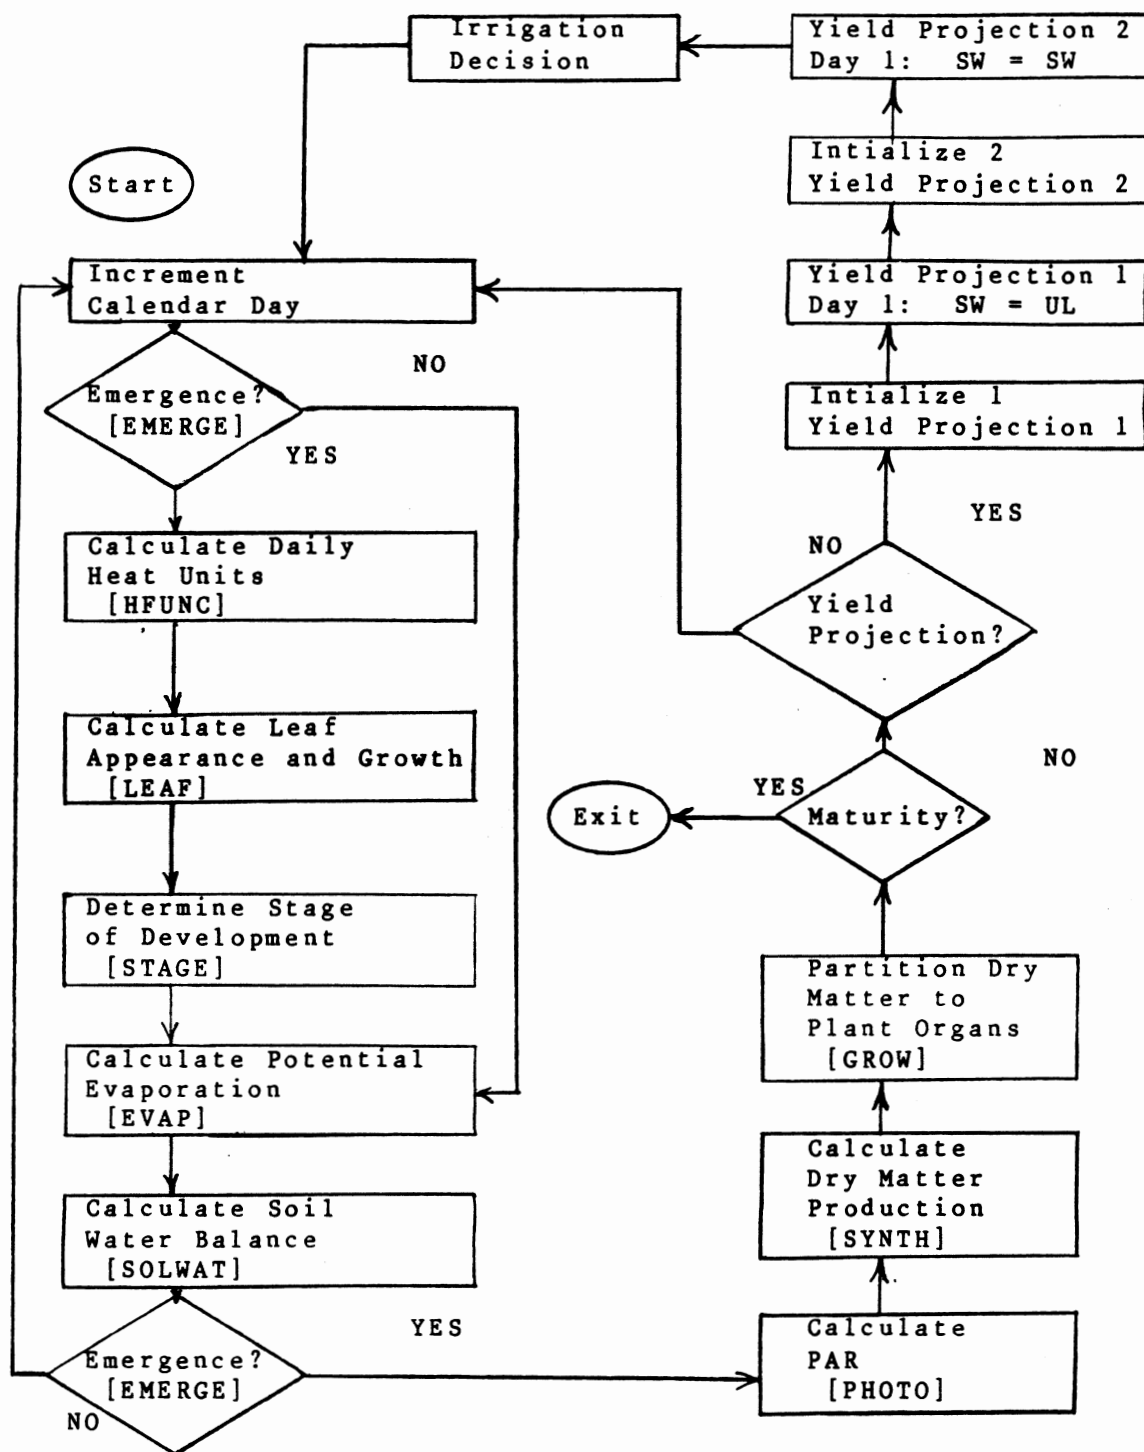 Irrigation
Decision
Yield Projection 2
Day 1: SW = SW
Intialize 2
Yield Projection 2
Start
Increment
Calendar Day
Yield Projection 1
Day 1: SW = UL
NO
Emergence?
[EMERGE]
YES
Intialize 1
Yield Projection 1
YES
NO
Calculate Daily
Heat Units
[HFUNC]
Yield
Projection?
Calculate Leaf
Appearance and Growth
[LEAF]
NO
YES
Exit
Maturity?
Determine Stage
of Development
[STAGE]
Partition Dry
Matter to
Plant Organs
[GROW]
Calculate Potential
Evaporation
[EVAP]
Calculate
Dry Matter
Production
[SYNTH]
Calculate Soil
Water Balance
[SOLWAT]
YES
Emergence?
[EMERGE]
NO
Calculate
PAR
[PHOTO]